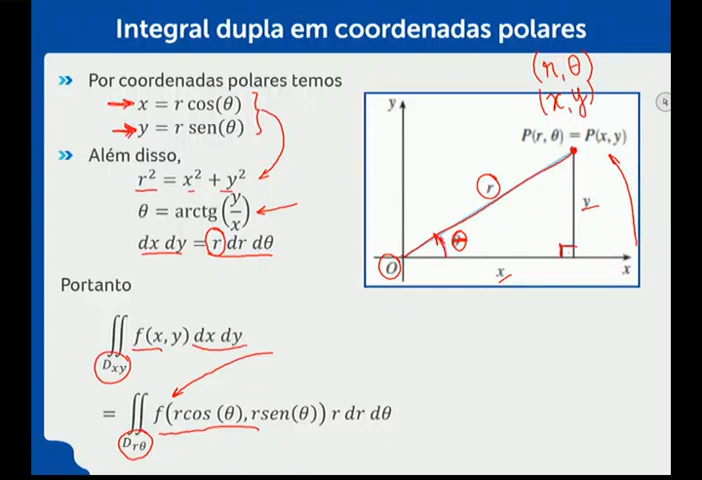 Integral dupla em coordenadas polares
(r, θ)
(x, y)
Por coordenadas polares temos
x = r cos(θ)
y = r sen(θ)
Além disso,
r² = x² + y²
θ = arctg(y/x)
dx dy = r dr dθ
y
P(r, θ) = P(x, y)
r
y
θ
O
x
x
Portanto
∬ f(x, y) dx dy
Dxy
= ∬ f(rcos (θ), rsen(θ)) r dr dθ
Drθ